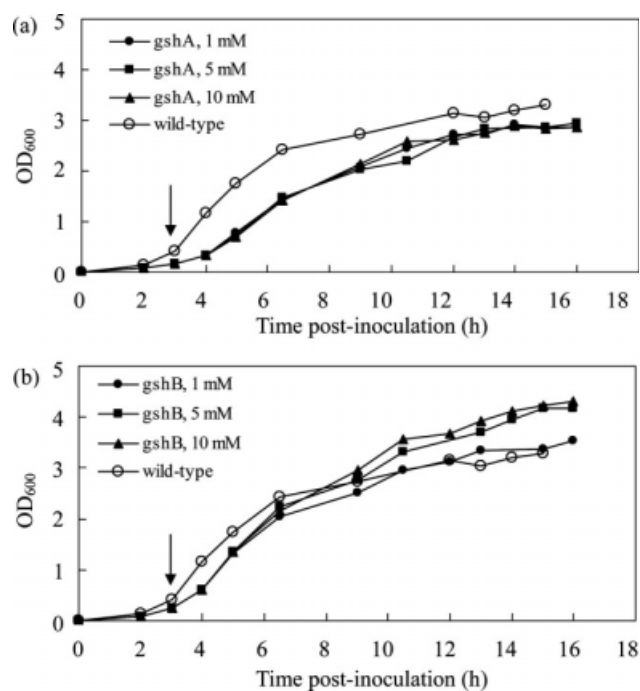 (a)
5
4
3
2
1
0
OD600
gshA, 1 mM
gshA, 5 mM
gshA, 10 mM
wild-type
0 2 4 6 8 10 12 14 16 18
Time post-inoculation (h)
(b)
5
4
3
2
1
0
OD600
gshB, 1 mM
gshB, 5 mM
gshB, 10 mM
wild-type
0 2 4 6 8 10 12 14 16 18
Time post-inoculation (h)